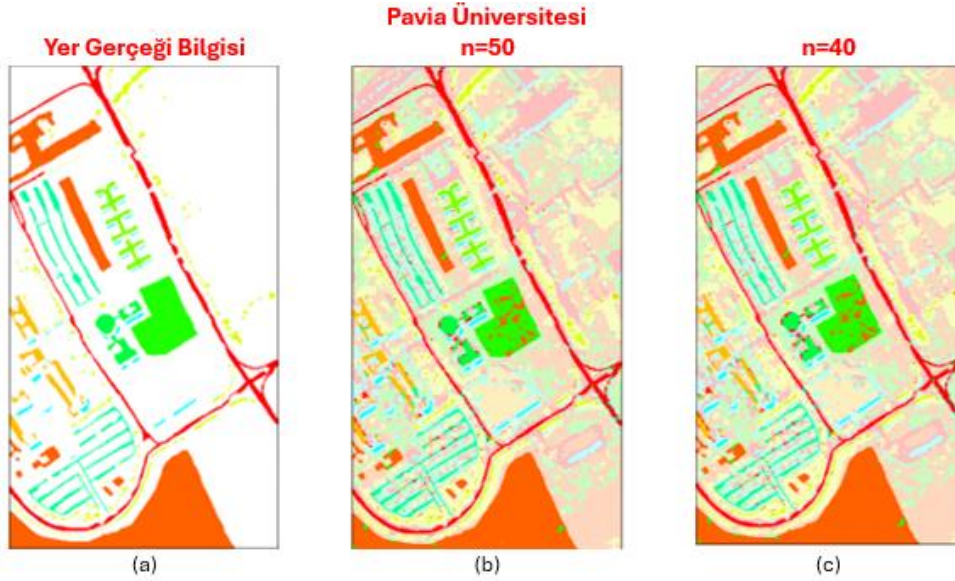 Pavia Üniversitesi
Yer Gerçeği Bilgisi
n=50
n=40
(a)
(b)
(c)